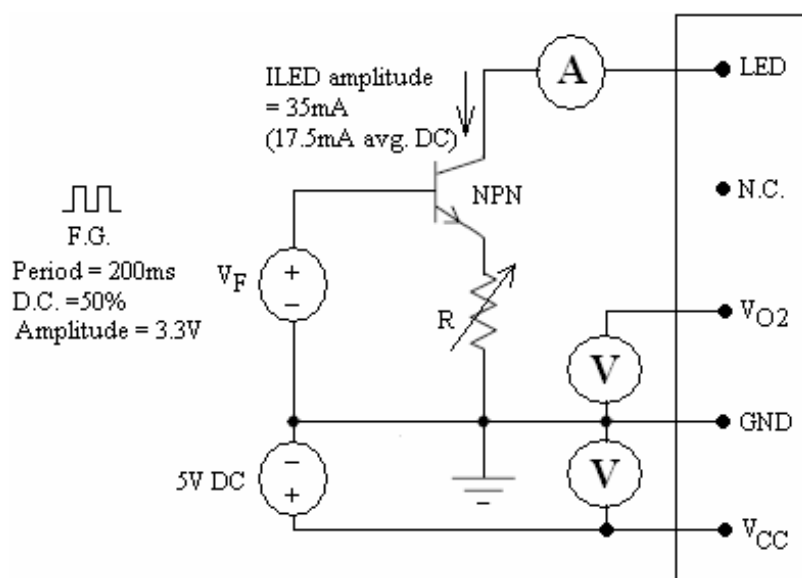 ILED amplitude
= 35mA
(17.5mA avg. DC)
A
LED
NPN
N.C.
F.G.
Period = 200ms
D.C. =50%
Amplitude = 3.3V
VF
+
−
R
VO2
V
GND
5V DC
−
+
V
VCC